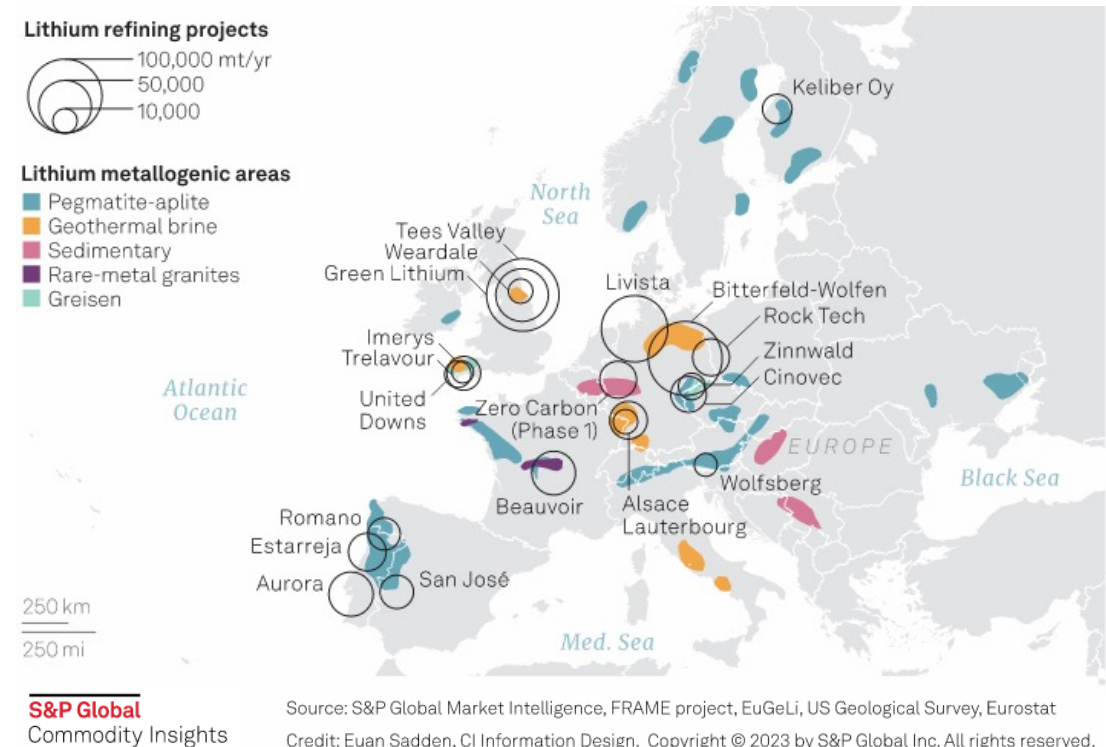 Lithium refining projects
100,000 mt/yr
50,000
10,000
Lithium metallogenic areas
Pegmatite-aplite
Geothermal brine
Sedimentary
Rare-metal granites
Greisen
Keliber Oy
North
Sea
Tees Valley
Weardale
Green Lithium
Livista
Bitterfeld-Wolfen
Rock Tech
Imerys
Trelavour
Zinnwald
Cinovec
Atlantic
Ocean
United
Downs
Zero Carbon
(Phase 1)
EUROPE
Black Sea
Wolfsberg
Beauvoir
Alsace
Lauterbourg
Romano
Estarreja
Aurora
San José
250 km
250 mi
Med. Sea
S&P Global
Commodity Insights
Source: S&P Global Market Intelligence, FRAME project, EuGeLi, US Geological Survey, Eurostat
Credit: Euan Sadden, CI Information Design. Copyright © 2023 by S&P Global Inc. All rights reserved.